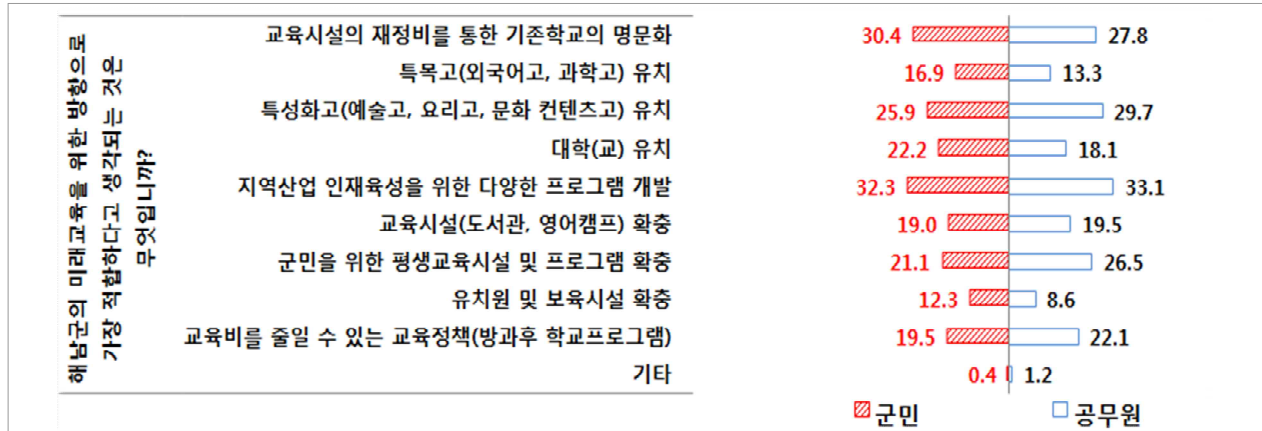 해남군의 미래교육을 위한 방향으로
가장 적합하다고 생각되는 것은
무엇입니까?
교육시설의 재정비를 통한 기존학교의 명문화 30.4 27.8
특목고(외국어고, 과학고) 유치 16.9 13.3
특성화고(예술고, 요리고, 문화 컨텐츠고) 유치 25.9 29.7
대학(교) 유치 22.2 18.1
지역산업 인재육성을 위한 다양한 프로그램 개발 32.3 33.1
교육시설(도서관, 영어캠프) 확충 19.0 19.5
군민을 위한 평생교육시설 및 프로그램 확충 21.1 26.5
유치원 및 보육시설 확충 12.3 8.6
교육비를 줄일 수 있는 교육정책(방과후 학교프로그램) 19.5 22.1
기타 0.4 1.2
군민 공무원